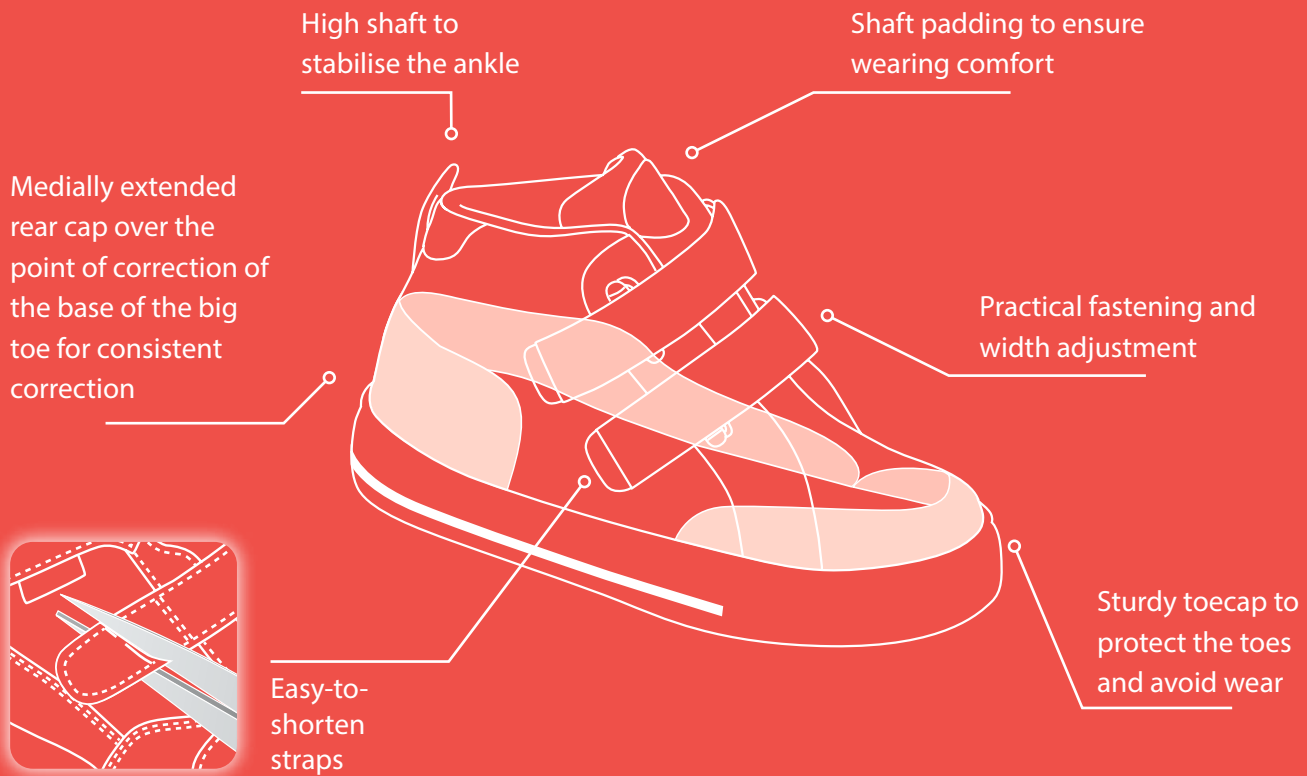 High shaft to
stabilise the ankle
Shaft padding to ensure
wearing comfort
Medially extended
rear cap over the
point of correction of
the base of the big
toe for consistent
correction
Practical fastening and
width adjustment
Sturdy toecap to
protect the toes
and avoid wear
Easy-to-
shorten
straps